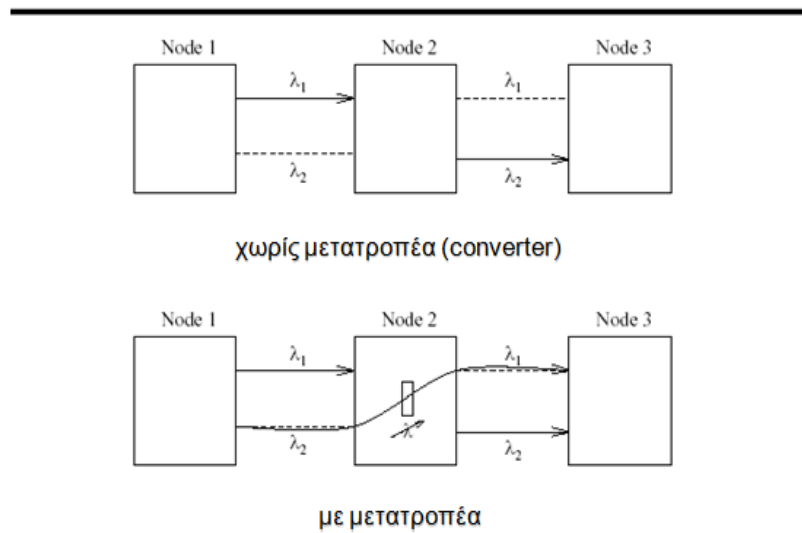 Node 1 Node 2 Node 3
λ1 λ1
λ2 λ2
χωρίς μετατροπέα (converter)
Node 1 Node 2 Node 3
λ1 λ1
λ
λ2 λ2
με μετατροπέα